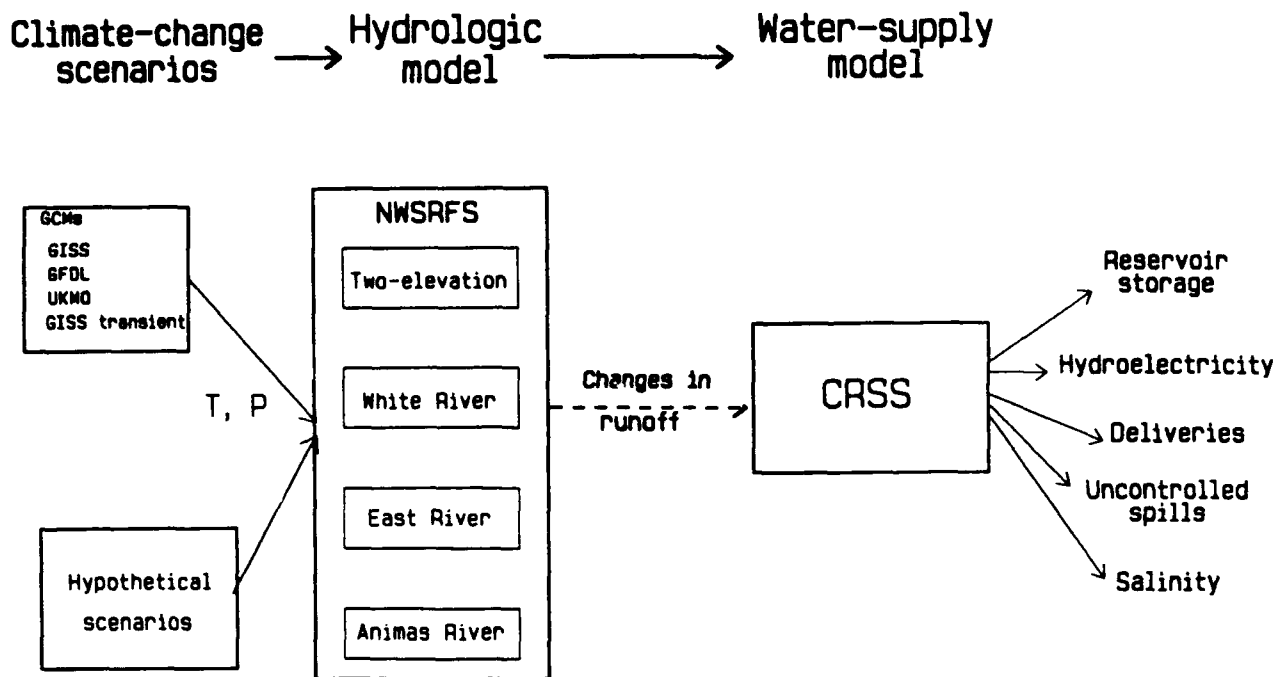 Climate-change
scenarios
Hydrologic
model
Water-supply
model
GCMs
GISS
GFDL
UKMO
GISS transient
T, P
Hypothetical
scenarios
NWSRFS
Two-elevation
White River
East River
Animas River
Changes in
runoff
CRSS
Reservoir
storage
Hydroelectricity
Deliveries
Uncontrolled
spills
Salinity